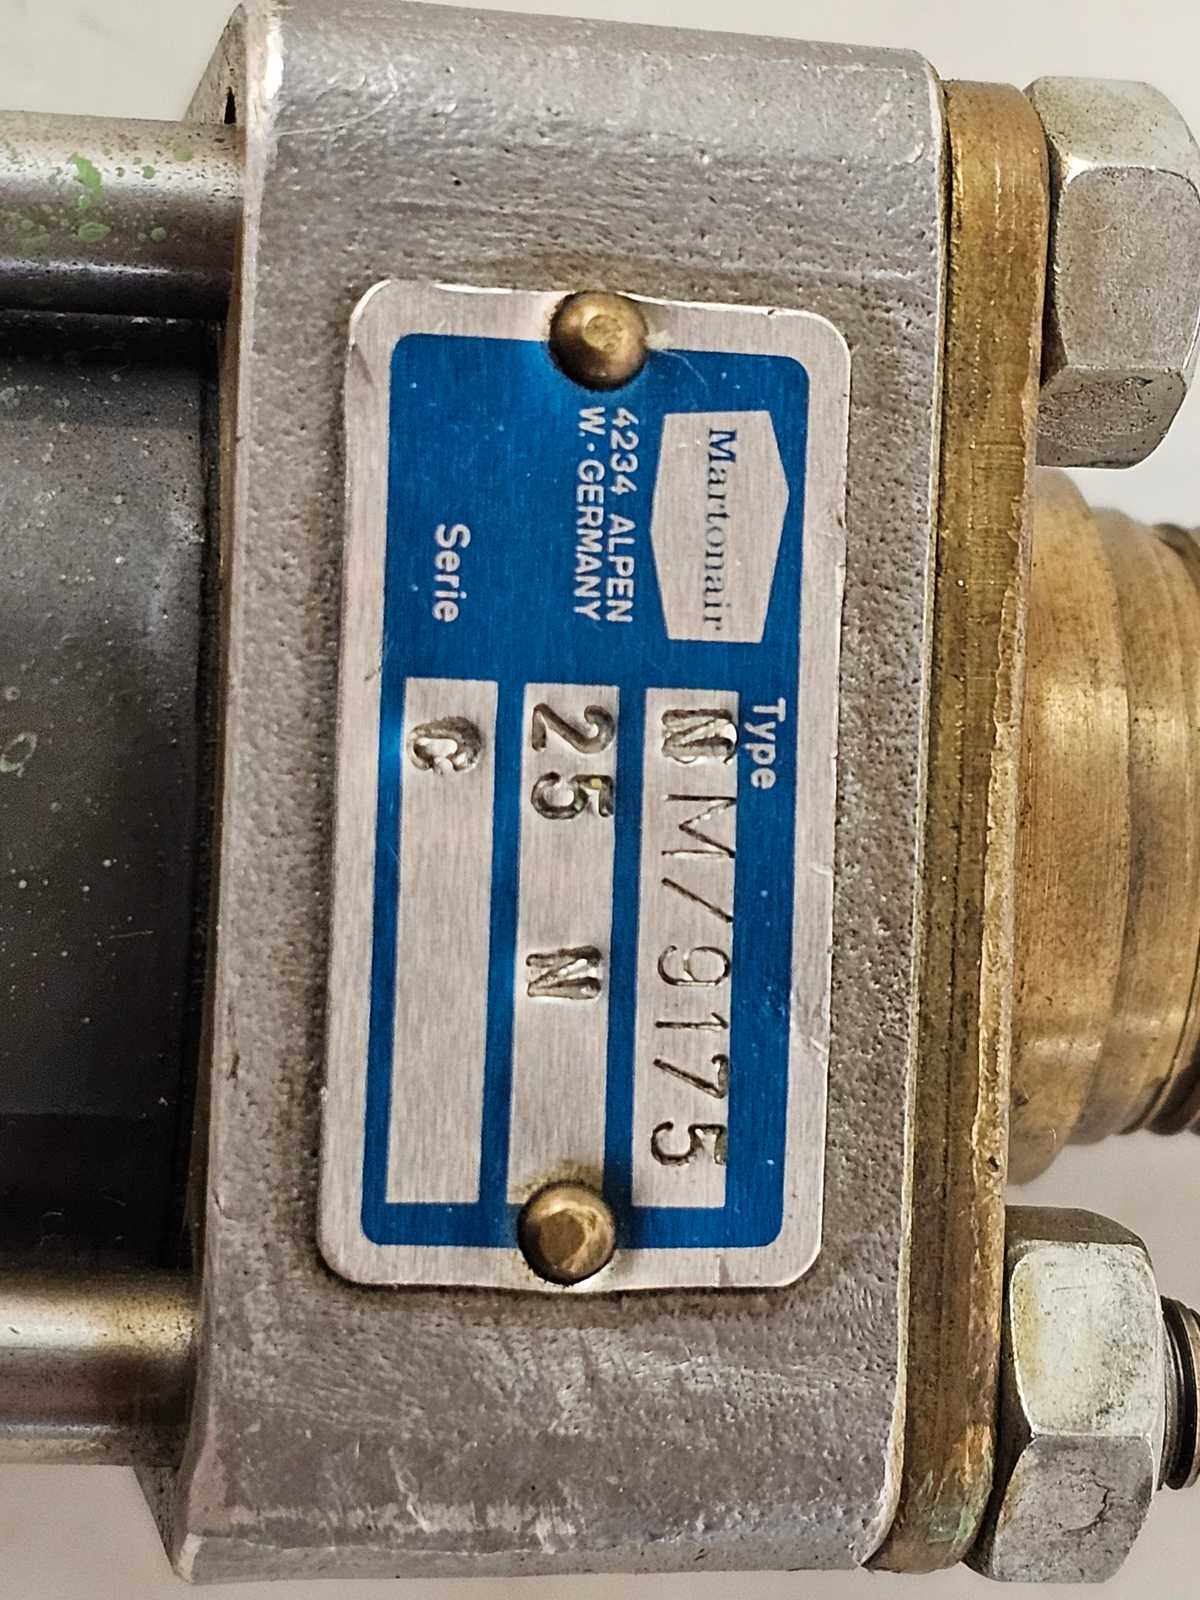 Martonair
Type
NM/9175
4234 ALPEN
W.-GERMANY
25 N
Serie
C